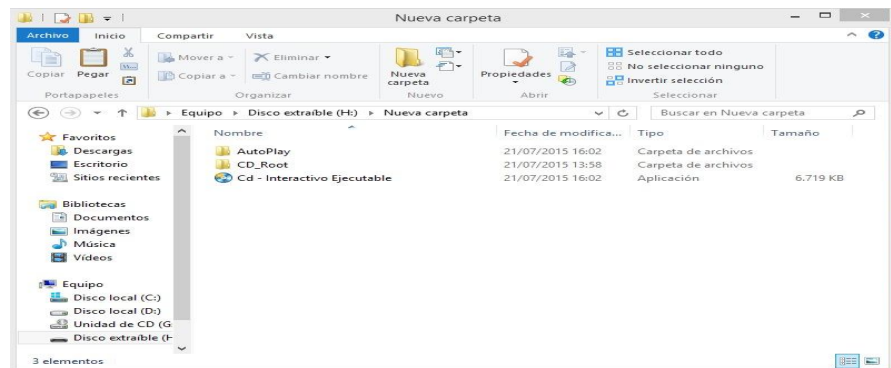 Nueva carpeta
Archivo Inicio Compartir Vista
Copiar Pegar Mover a Copiar a Eliminar Cambiar nombre Nueva carpeta Propiedades Seleccionar todo No seleccionar ninguno Invertir selección
Portapapeles Organizar Nuevo Abrir Seleccionar
Equipo Disco extraíble (H:) Nueva carpeta Buscar en Nueva carpeta
Nombre Fecha de modifica... Tipo Tamaño
AutoPlay 21/07/2015 16:02 Carpeta de archivos
CD_Root 21/07/2015 13:58 Carpeta de archivos
Cd - Interactivo Ejecutable 21/07/2015 16:02 Aplicación 6.719 KB
Favoritos
Descargas
Escritorio
Sitios recientes
Bibliotecas
Documentos
Imágenes
Música
Vídeos
Equipo
Disco local (C:)
Disco local (D:)
Unidad de CD (G
Disco extraíble (H
3 elementos